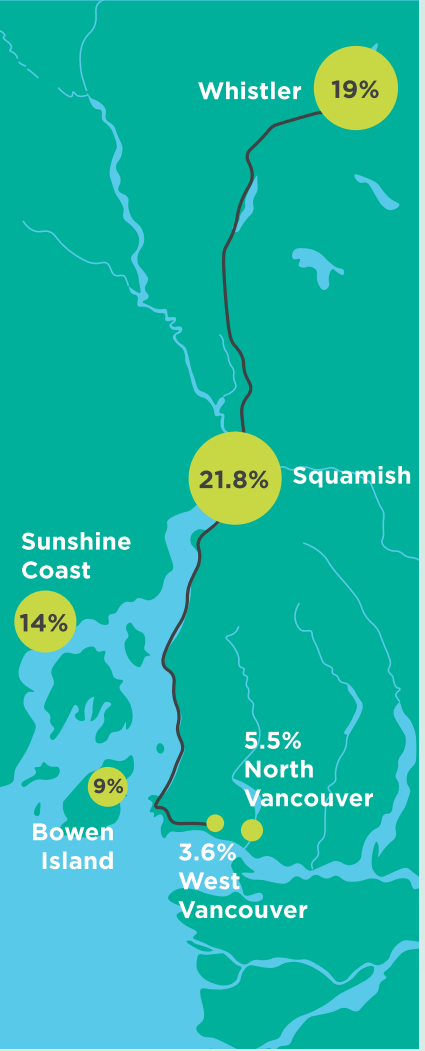 Whistler
19%
21.8%
Squamish
Sunshine
Coast
14%
5.5%
North
Vancouver
9%
Bowen
Island
3.6%
West
Vancouver